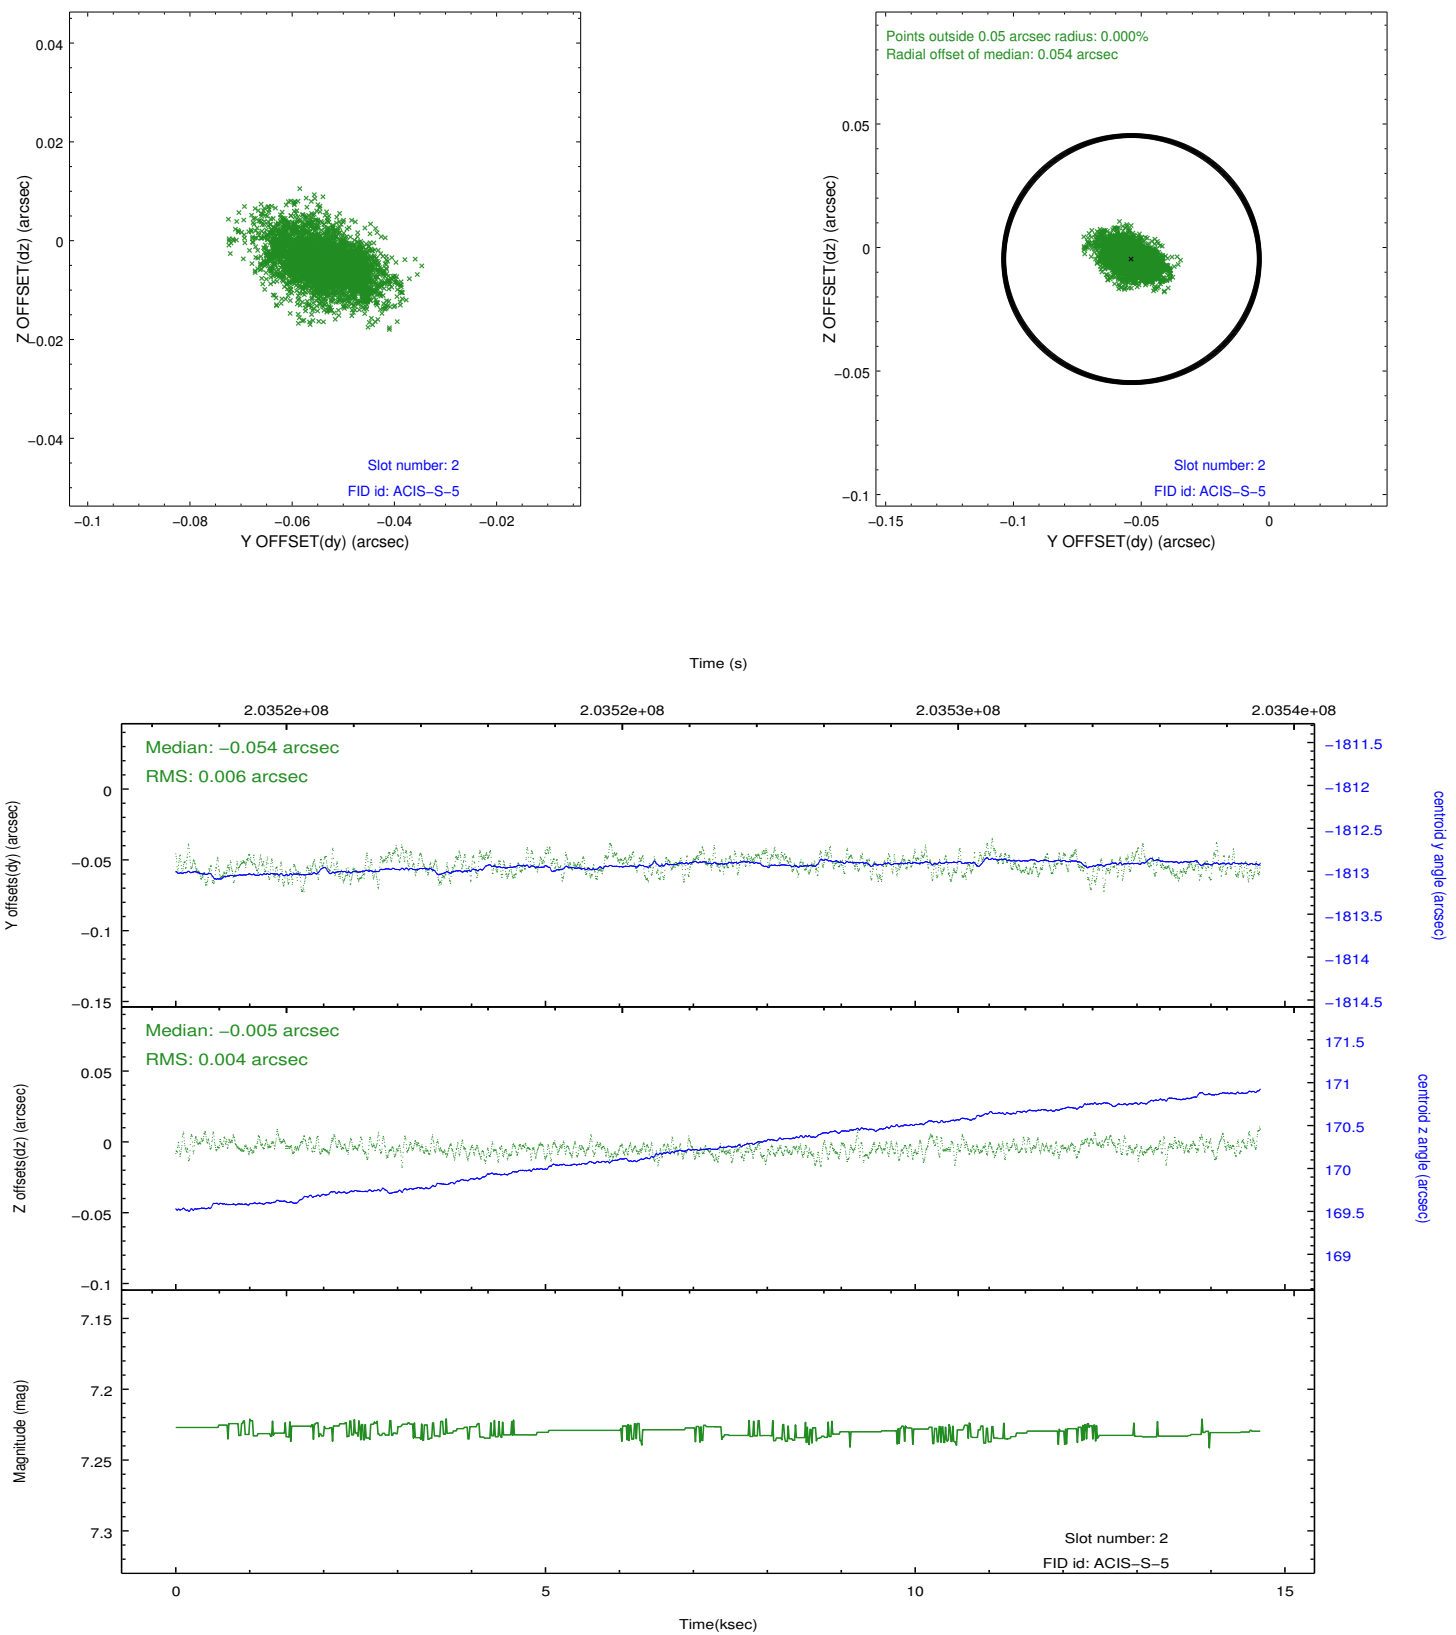 0.04
0.02
0
−0.02
−0.04
Z OFFSET(dz) (arcsec)
Slot number: 2
FID id: ACIS−S−5
−0.1
−0.08
−0.06
−0.04
−0.02
Y OFFSET(dy) (arcsec)
Points outside 0.05 arcsec radius: 0.000%
Radial offset of median: 0.054 arcsec
0.05
0
−0.05
−0.1
Z OFFSET(dz) (arcsec)
Slot number: 2
FID id: ACIS−S−5
−0.15
−0.1
−0.05
0
Y OFFSET(dy) (arcsec)
Time (s)
2.0352e+08
2.0352e+08
2.0353e+08
2.0354e+08
Median: −0.054 arcsec
RMS: 0.006 arcsec
0
−0.05
−0.1
−0.15
Y offsets(dy) (arcsec)
−1811.5
−1812
−1812.5
−1813
−1813.5
−1814
−1814.5
centroid y angle (arcsec)
Median: −0.005 arcsec
RMS: 0.004 arcsec
0.05
0
−0.05
−0.1
Z offsets(dz) (arcsec)
171.5
171
170.5
170
169.5
169
centroid z angle (arcsec)
7.15
7.2
7.25
7.3
Magnitude (mag)
Slot number: 2
FID id: ACIS−S−5
0
5
10
15
Time(ksec)